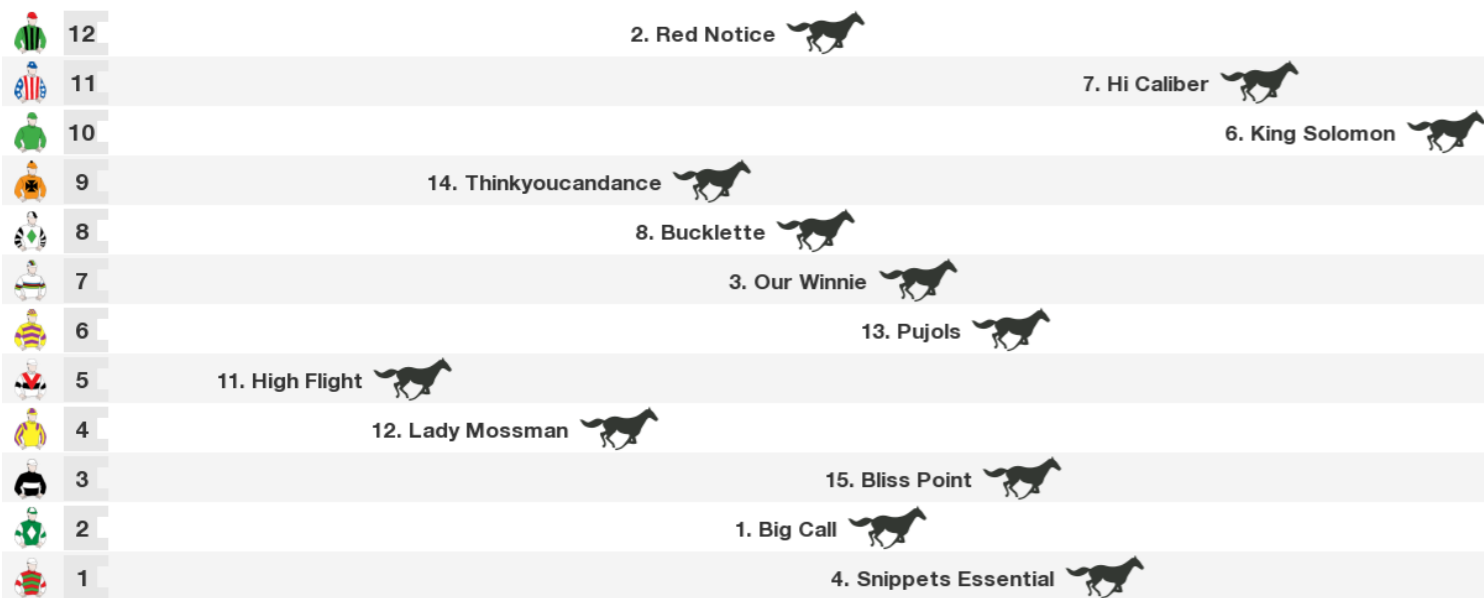 12 2. Red Notice
11 7. Hi Caliber
10 6. King Solomon
9 14. Thinkyoucandance
8 8. Bucklette
7 3. Our Winnie
6 13. Pujols
5 11. High Flight
4 12. Lady Mossman
3 15. Bliss Point
2 1. Big Call
1 4. Snippets Essential